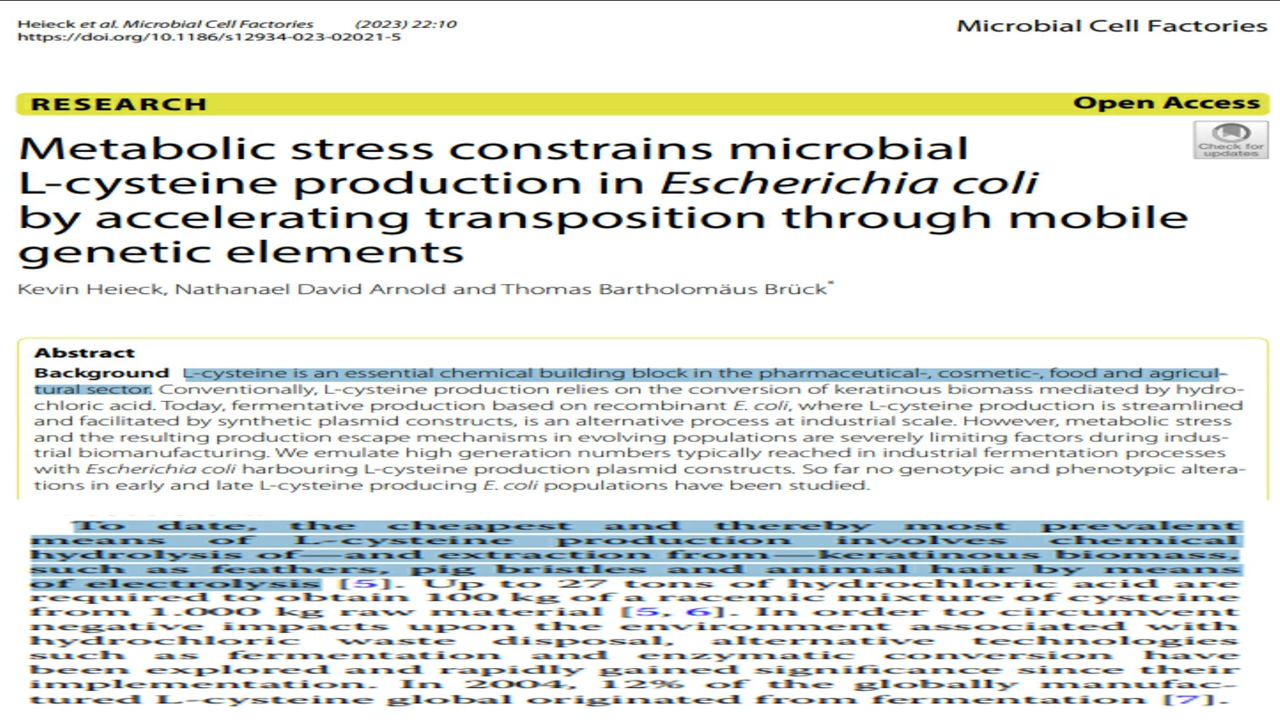 Heieck et al. Microbial Cell Factories (2023) 22:10
https://doi.org/10.1186/s12934-023-02021-5
Microbial Cell Factories
RESEARCH
Open Access
Check for
updates
Metabolic stress constrains microbial
L-cysteine production in Escherichia coli
by accelerating transposition through mobile
genetic elements
Kevin Heieck, Nathanael David Arnold and Thomas Bartholomäus Brück*
Abstract
Background L-cysteine is an essential chemical building block in the pharmaceutical-, cosmetic-, food and agricul-
tural sector. Conventionally, L-cysteine production relies on the conversion of keratinous biomass mediated by hydro-
chloric acid. Today, fermentative production based on recombinant E. coli, where L-cysteine production is streamlined
and facilitated by synthetic plasmid constructs, is an alternative process at industrial scale. However, metabolic stress
and the resulting production escape mechanisms in evolving populations are severely limiting factors during indus-
trial biomanufacturing. We emulate high generation numbers typically reached in industrial fermentation processes
with Escherichia coli harbouring L-cysteine production plasmid constructs. So far no genotypic and phenotypic altera-
tions in early and late L-cysteine producing E. coli populations have been studied.
To date, the cheapest and thereby most prevalent
means of L-cysteine production involves chemical
hydrolysis of—and extraction from—keratinous biomass,
such as feathers, pig bristles and animal hair by means
of electrolysis [5]. Up to 27 tons of hydrochloric acid are
required to obtain 100 kg of a racemic mixture of cysteine
from 1.000 kg raw material [5, 6]. In order to circumvent
negative impacts upon the environment associated with
hydrochloric waste disposal, alternative technologies
such as fermentation and enzymatic conversion have
been explored and rapidly gained significance since their
implementation. In 2004, 12% of the globally manufac-
tured L-cysteine global originated from fermentation [7].